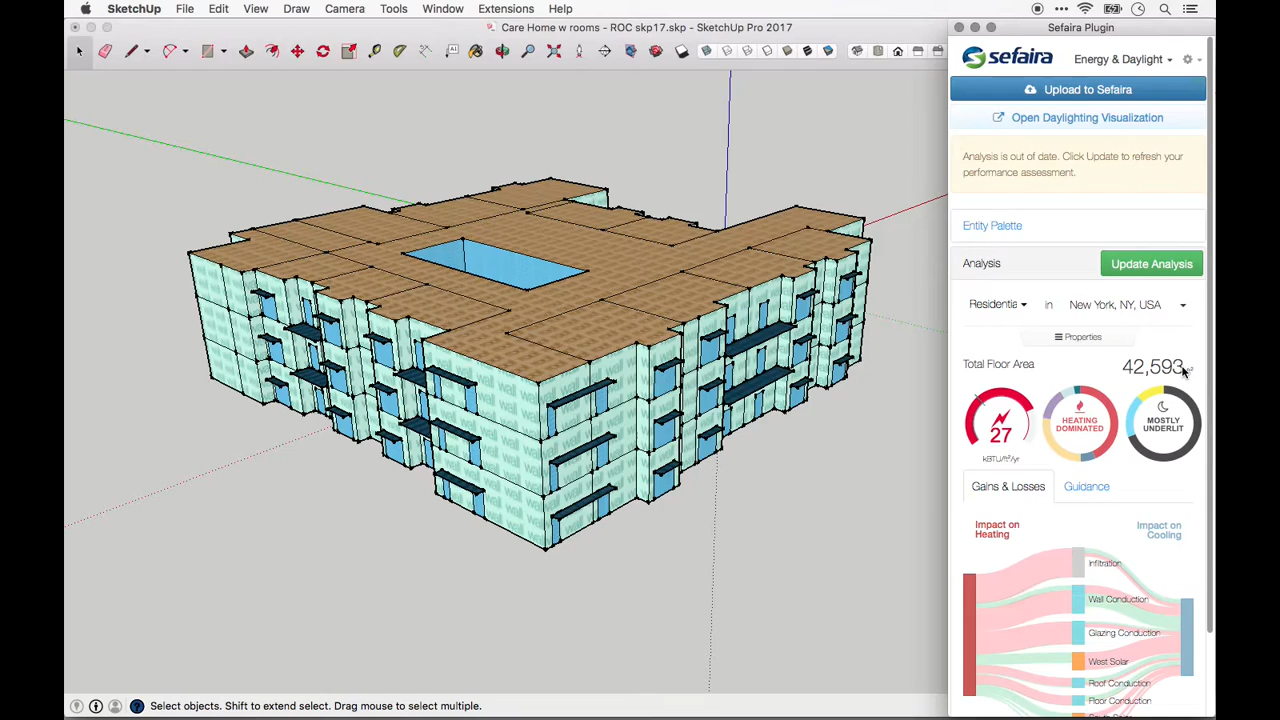 SketchUp File Edit View Draw Camera Tools Window Extensions Help
Care Home w rooms - ROC skp17.skp - SketchUp Pro 2017
Sefaira Plugin
sefaira
Energy & Daylight
Upload to Sefaira
Open Daylighting Visualization
Analysis is out of date. Click Update to refresh your
performance assessment.
Entity Palette
Analysis
Update Analysis
Residentia in New York, NY, USA
Properties
Total Floor Area 42,593
27
HEATING
DOMINATED
MOSTLY
UNDERLIT
kBTU/ft²/yr
Gains & Losses Guidance
Impact on
Heating
Impact on
Cooling
Infiltration
Wall Conduction
Glazing Conduction
West Solar
Roof Conduction
Floor Conduction
wall wall wall
Select objects. Shift to extend select. Drag mouse to select multiple.